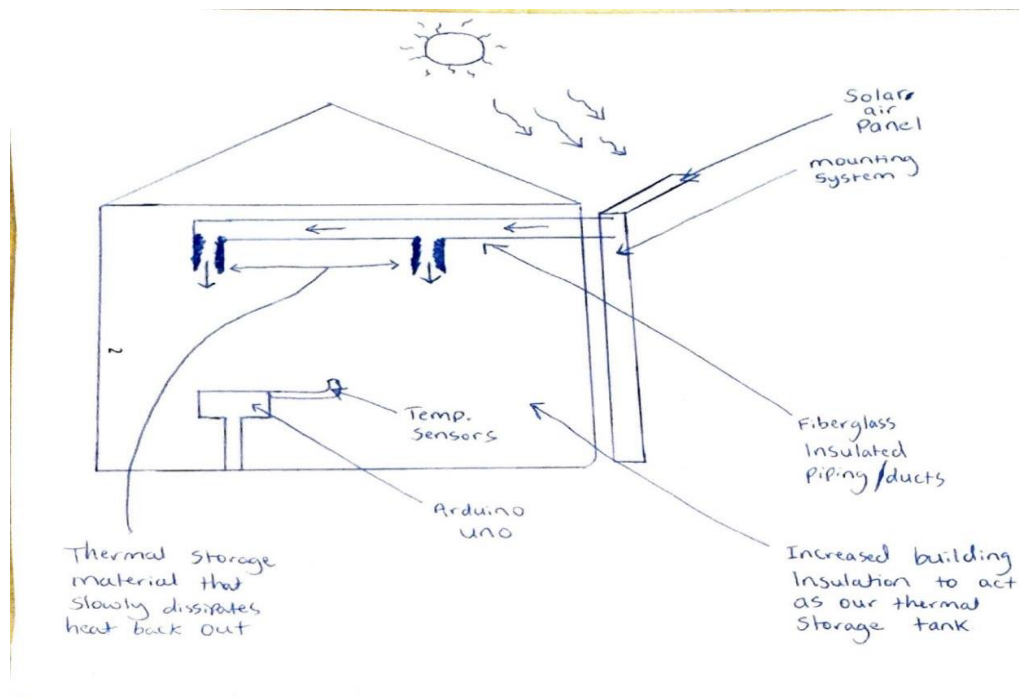 Solar
air
Panel
mounting
system
Temp.
Sensors
Fiberglass
Insulated
Piping/ducts
Arduino
uno
Thermal Storage
material that
slowly dissipates
heat back out
Increased building
Insulation to act
as our thermal
Storage tank